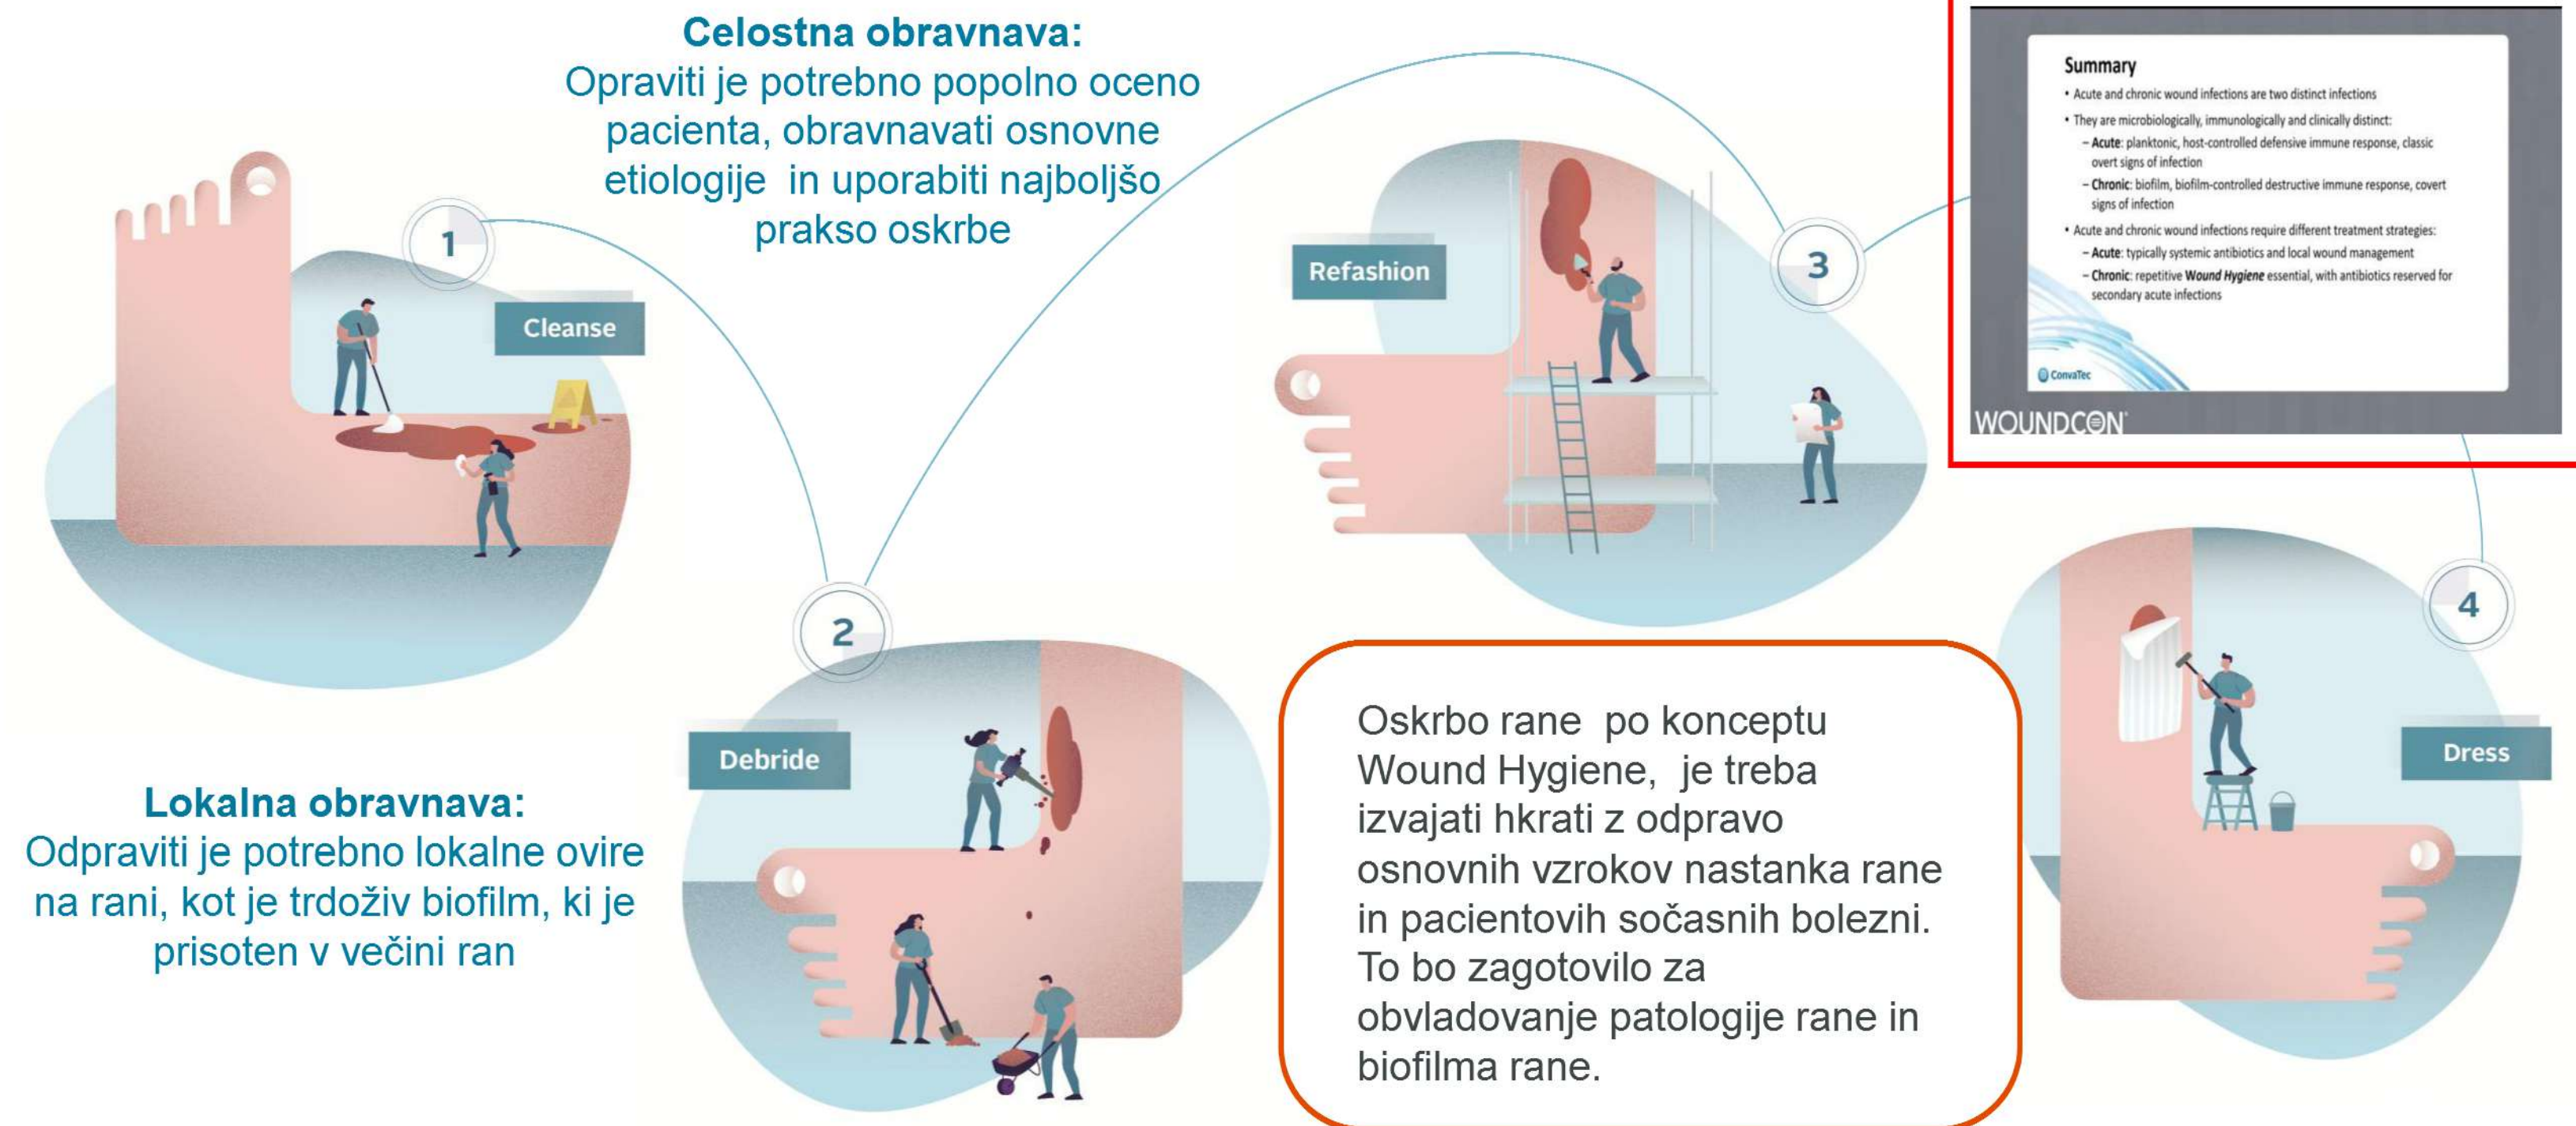 Celostna obravnava:
Opraviti je potrebno popolno oceno
pacienta, obravnavati osnovne
etiologije in uporabiti najboljšo
prakso oskrbe
1
Cleanse
2
Debride
Lokalna obravnava:
Odpraviti je potrebno lokalne ovire
na rani, kot je trdoživ biofilm, ki je
prisoten v večini ran
Refashion
3
Summary
• Acute and chronic wound infections are two distinct infections
• They are microbiologically, immunologically and clinically distinct:
– Acute: planktonic, host-controlled defensive immune response, classic
overt signs of infection
– Chronic: biofilm, biofilm-controlled destructive immune response, covert
signs of infection
• Acute and chronic wound infections require different treatment strategies:
– Acute: typically systemic antibiotics and local wound management
– Chronic: repetitive Wound Hygiene essential, with antibiotics reserved for
secondary acute infections
ConvaTec
WOUNDCON
4
Dress
Oskrbo rane po konceptu
Wound Hygiene, je treba
izvajati hkrati z odpravo
osnovnih vzrokov nastanka rane
in pacientovih sočasnih bolezni.
To bo zagotovilo za
obvladovanje patologije rane in
biofilma rane.